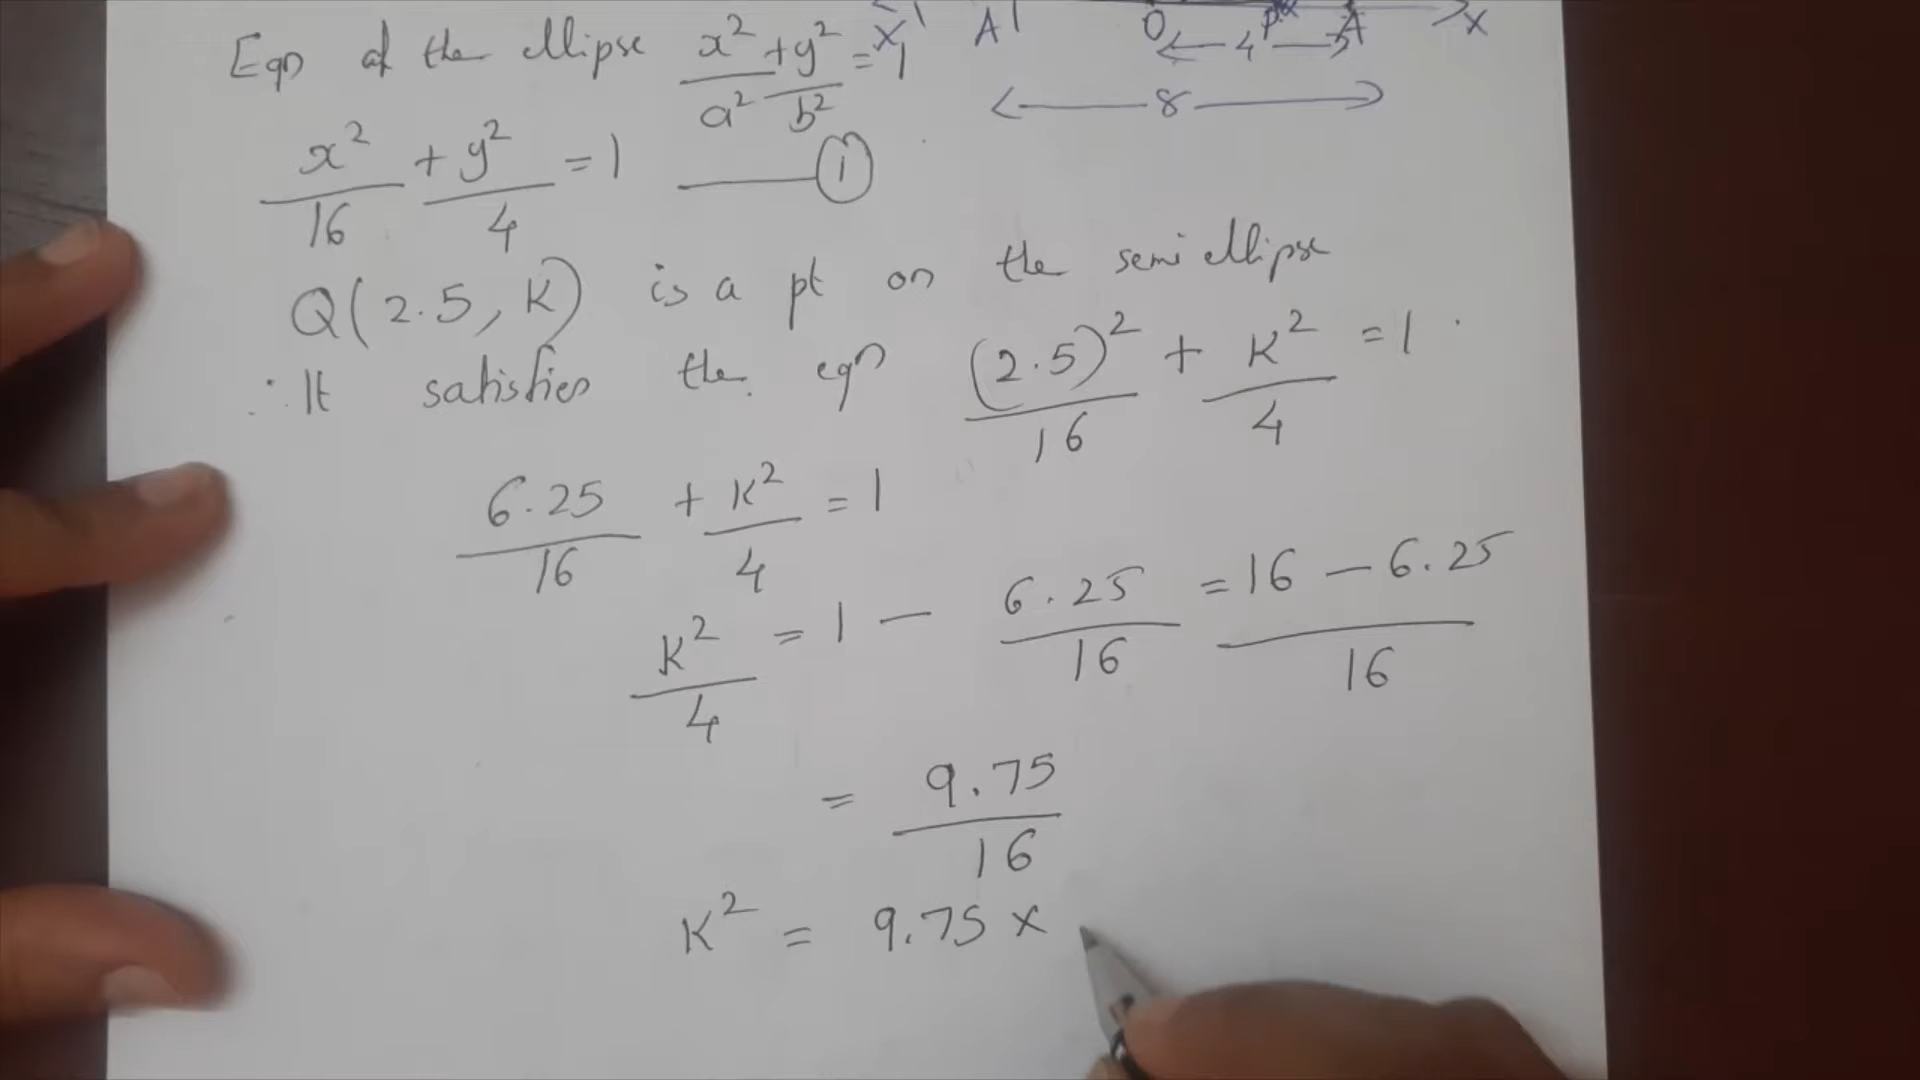 X' A' O P A X
← 4 →
← 8 →
Eqn of the ellipse x²/a² + y²/b² = 1
x²/16 + y²/4 = 1 —— ①
Q(2.5, K) is a pt on the semi ellipse
∴ It satisfies the eqn (2.5)²/16 + K²/4 = 1
6.25/16 + K²/4 = 1
K²/4 = 1 − 6.25/16 = 16 − 6.25/16
= 9.75/16
K² = 9.75 ×